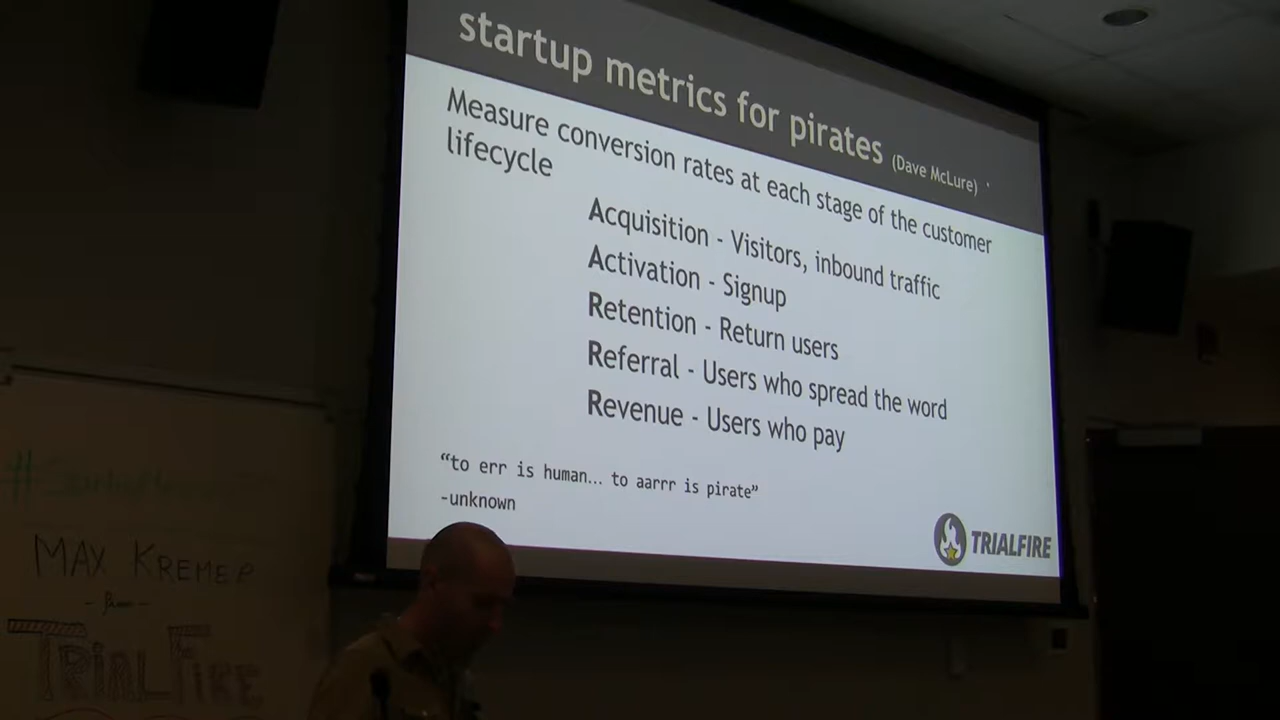 startup metrics for pirates (Dave McLure)
Measure conversion rates at each stage of the customer
lifecycle
Acquisition - Visitors, inbound traffic
Activation - Signup
Retention - Return users
Referral - Users who spread the word
Revenue - Users who pay
“to err is human... to aarrr is pirate”
-unknown
TRIALFIRE
#
MAX KREMER
- from -
TRIALFIRE